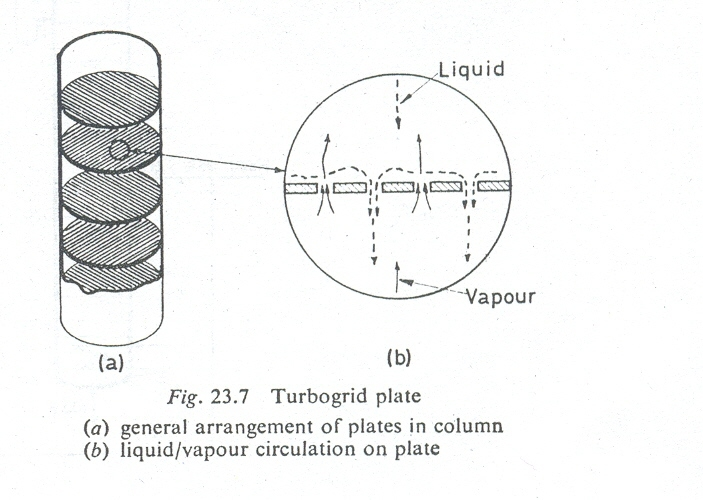 Liquid
Vapour
(a)
(b)
Fig. 23.7 Turbogrid plate
(a) general arrangement of plates in column
(b) liquid/vapour circulation on plate